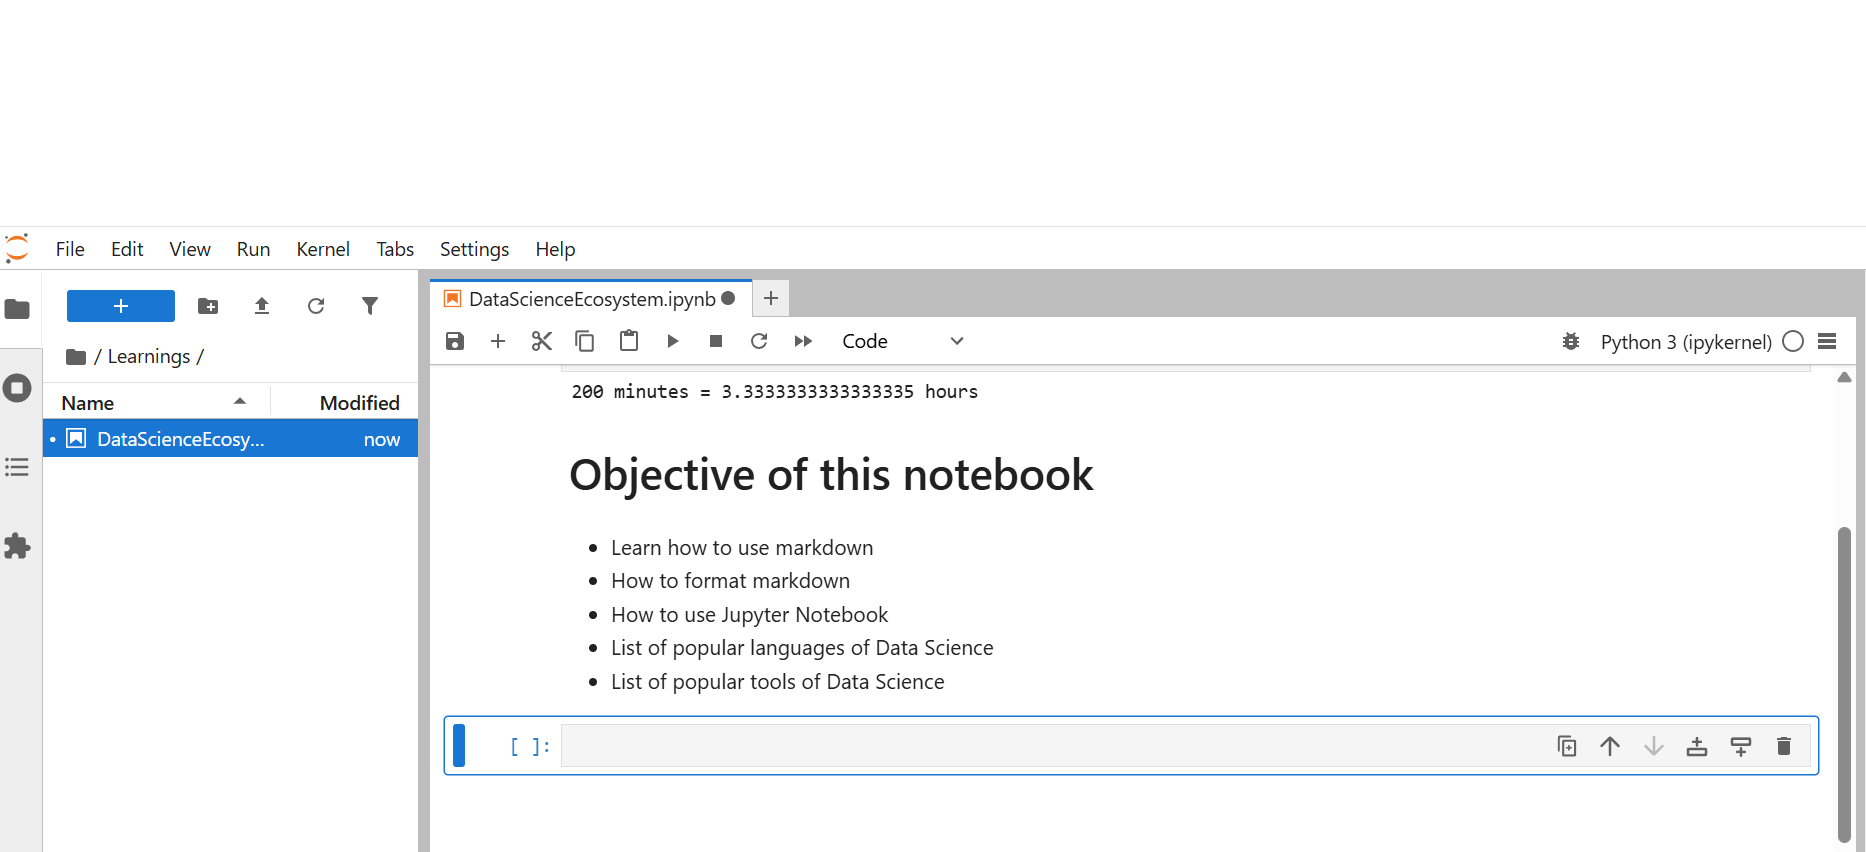 File Edit View Run Kernel Tabs Settings Help
DataScienceEcosystem.ipynb
/ Learnings /
Code
Python 3 (ipykernel)
Name Modified
DataScienceEcosy... now
200 minutes = 3.3333333333333335 hours
Objective of this notebook
• Learn how to use markdown
• How to format markdown
• How to use Jupyter Notebook
• List of popular languages of Data Science
• List of popular tools of Data Science
[ ]: